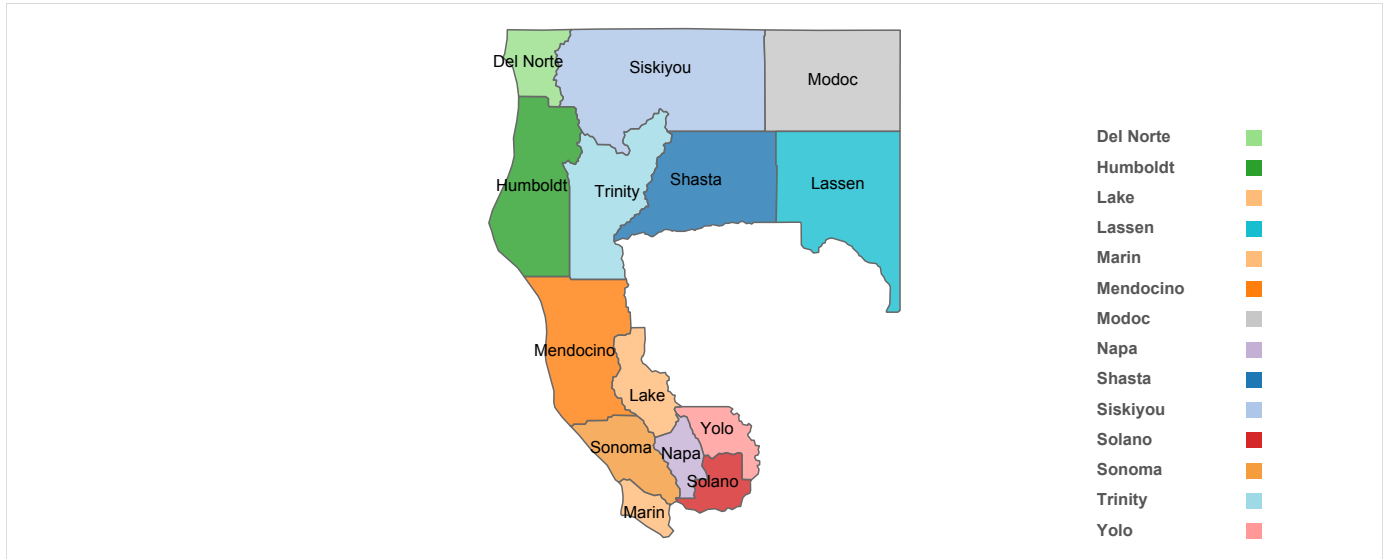 Del Norte
Siskiyou
Modoc
Humboldt
Trinity
Shasta
Lassen
Mendocino
Lake
Sonoma
Napa
Yolo
Solano
Marin
Del Norte
Humboldt
Lake
Lassen
Marin
Mendocino
Modoc
Napa
Shasta
Siskiyou
Solano
Sonoma
Trinity
Yolo